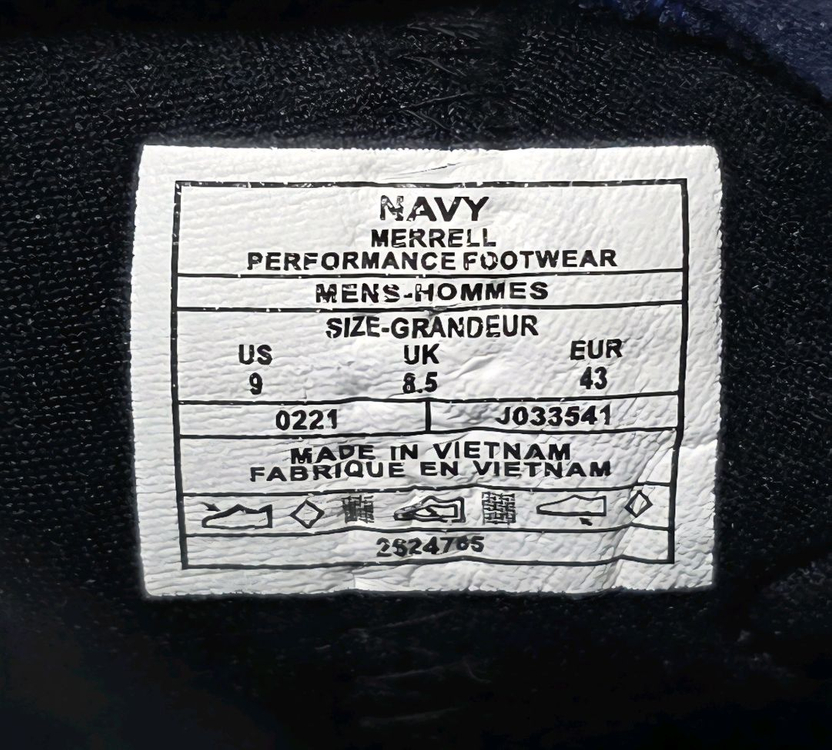 NAVY
MERRELL
PERFORMANCE FOOTWEAR
MENS-HOMMES
SIZE-GRANDEUR
US UK EUR
9 8.5 43
0221 J033541
MADE IN VIETNAM
FABRIQUE EN VIETNAM